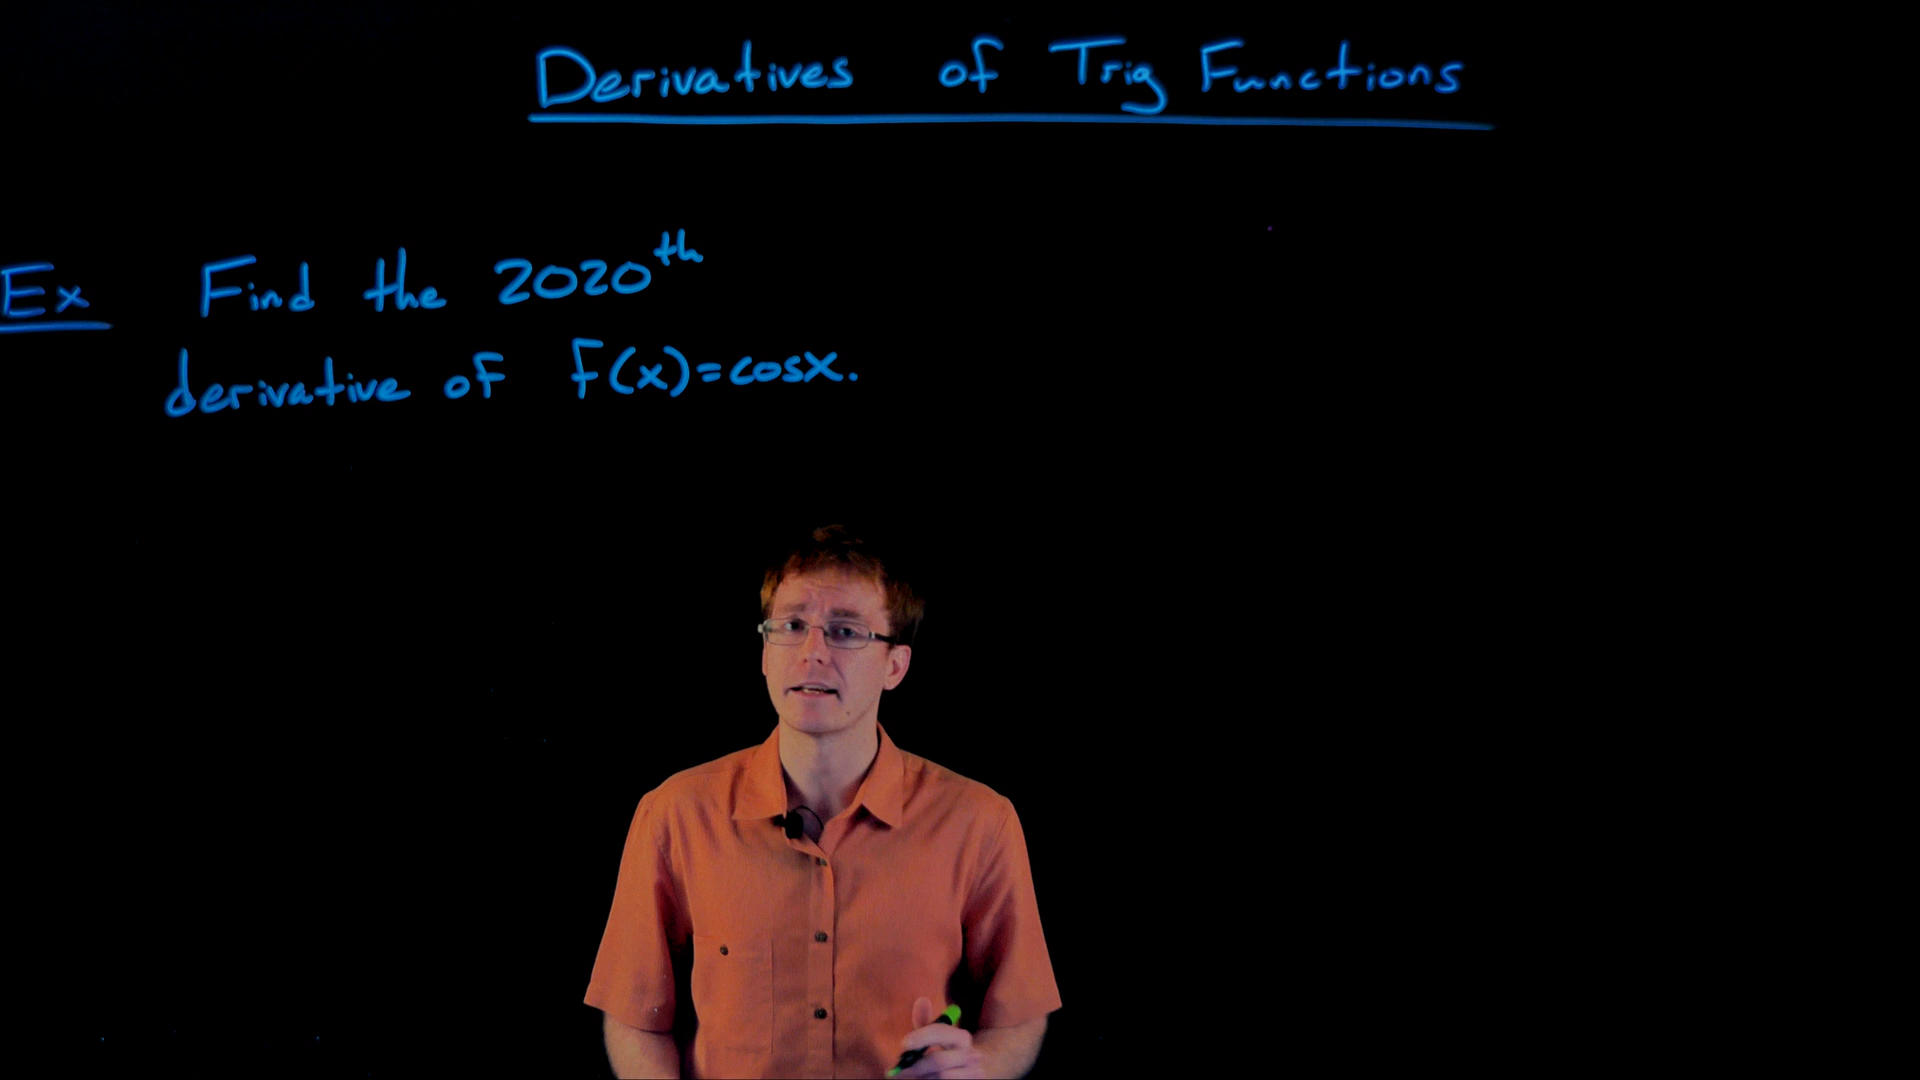 Derivatives of Trig Functions
Ex Find the 2020th
derivative of f(x)=cosx.